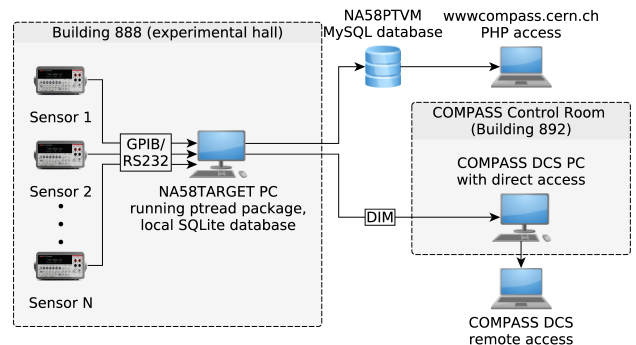 Building 888 (experimental hall)
Sensor 1
Sensor 2
Sensor N
GPIB/
RS232
NA58TARGET PC
running ptread package,
local SQLite database
NA58PTVM
MySQL database
wwwcompass.cern.ch
PHP access
COMPASS Control Room
(Building 892)
COMPASS DCS PC
with direct access
DIM
COMPASS DCS
remote access